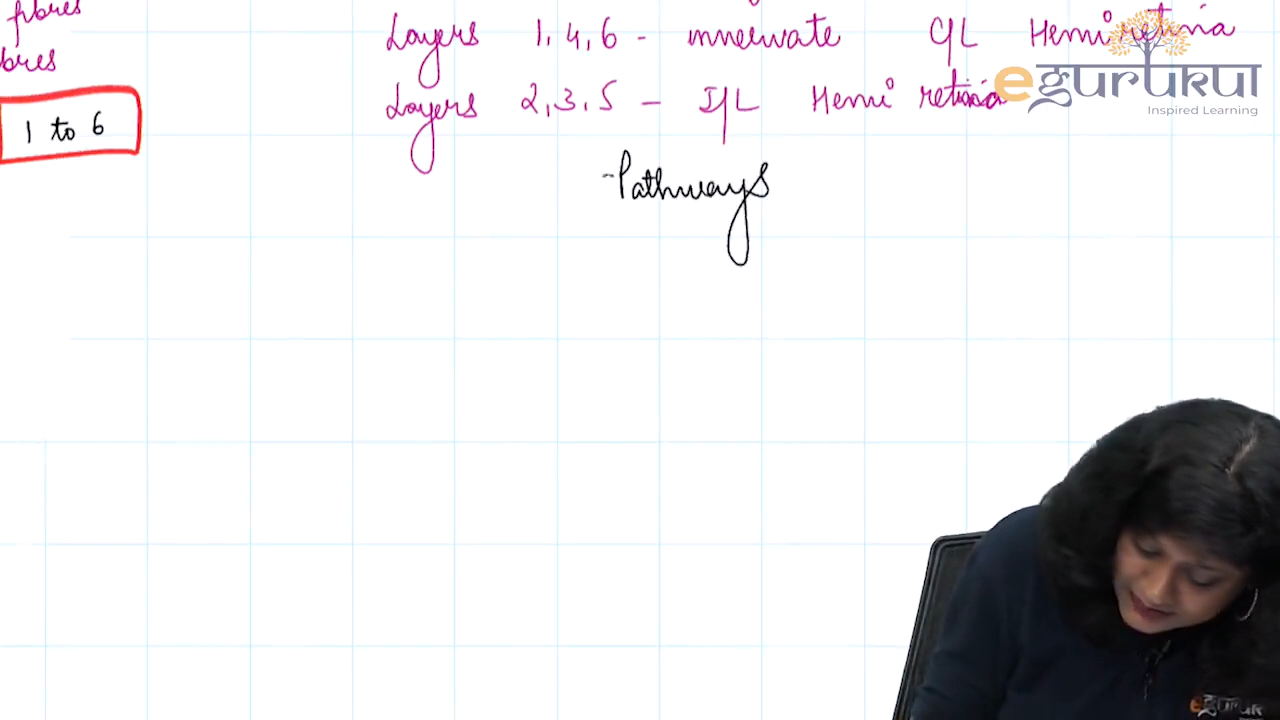 fibres
bres
1 to 6
Layers 1, 4, 6 - innervate C/L Hemiretina
Layers 2, 3, 5 - I/L Hemi retina
-Pathways
egurukul
Inspired Learning
eguruk